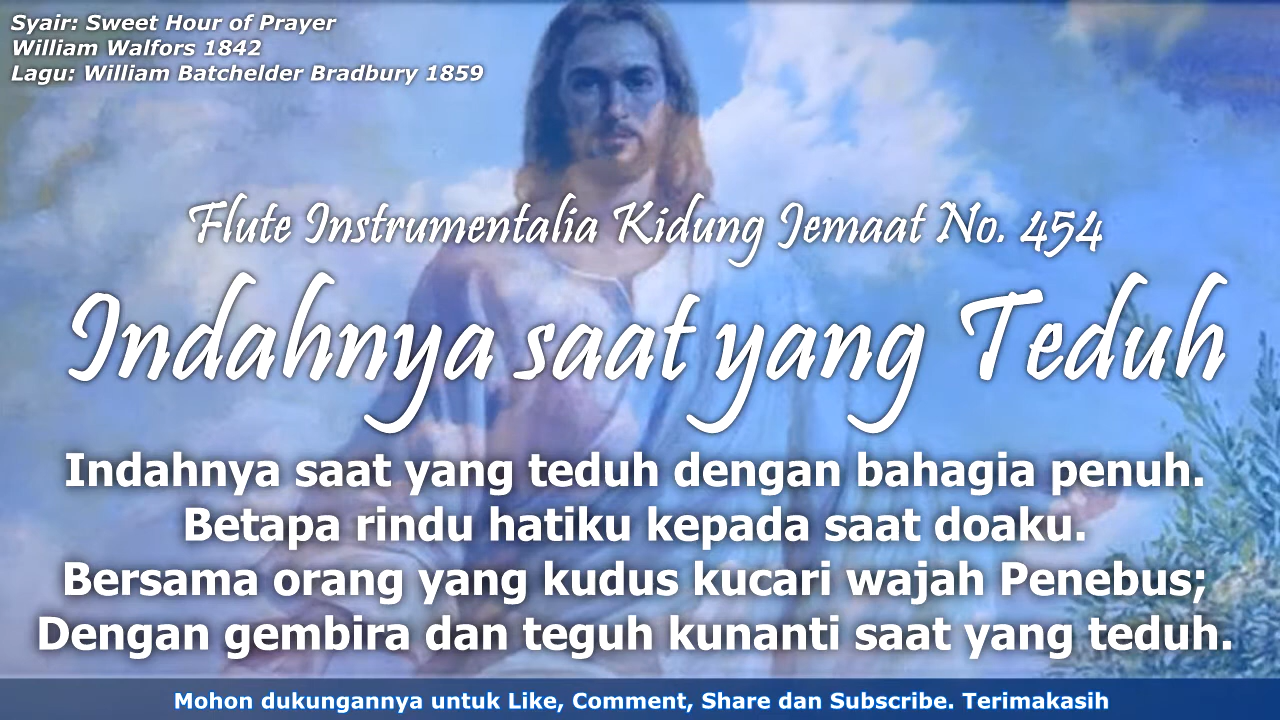 Syair: Sweet Hour of Prayer
William Walfors 1842
Lagu: William Batchelder Bradbury 1859
Flute Instrumentalia Kidung Jemaat No. 454
Indahnya saat yang Teduh
Indahnya saat yang teduh dengan bahagia penuh.
Betapa rindu hatiku kepada saat doaku.
Bersama orang yang kudus kucari wajah Penebus;
Dengan gembira dan teguh kunanti saat yang teduh.
Mohon dukungannya untuk Like, Comment, Share dan Subscribe. Terimakasih